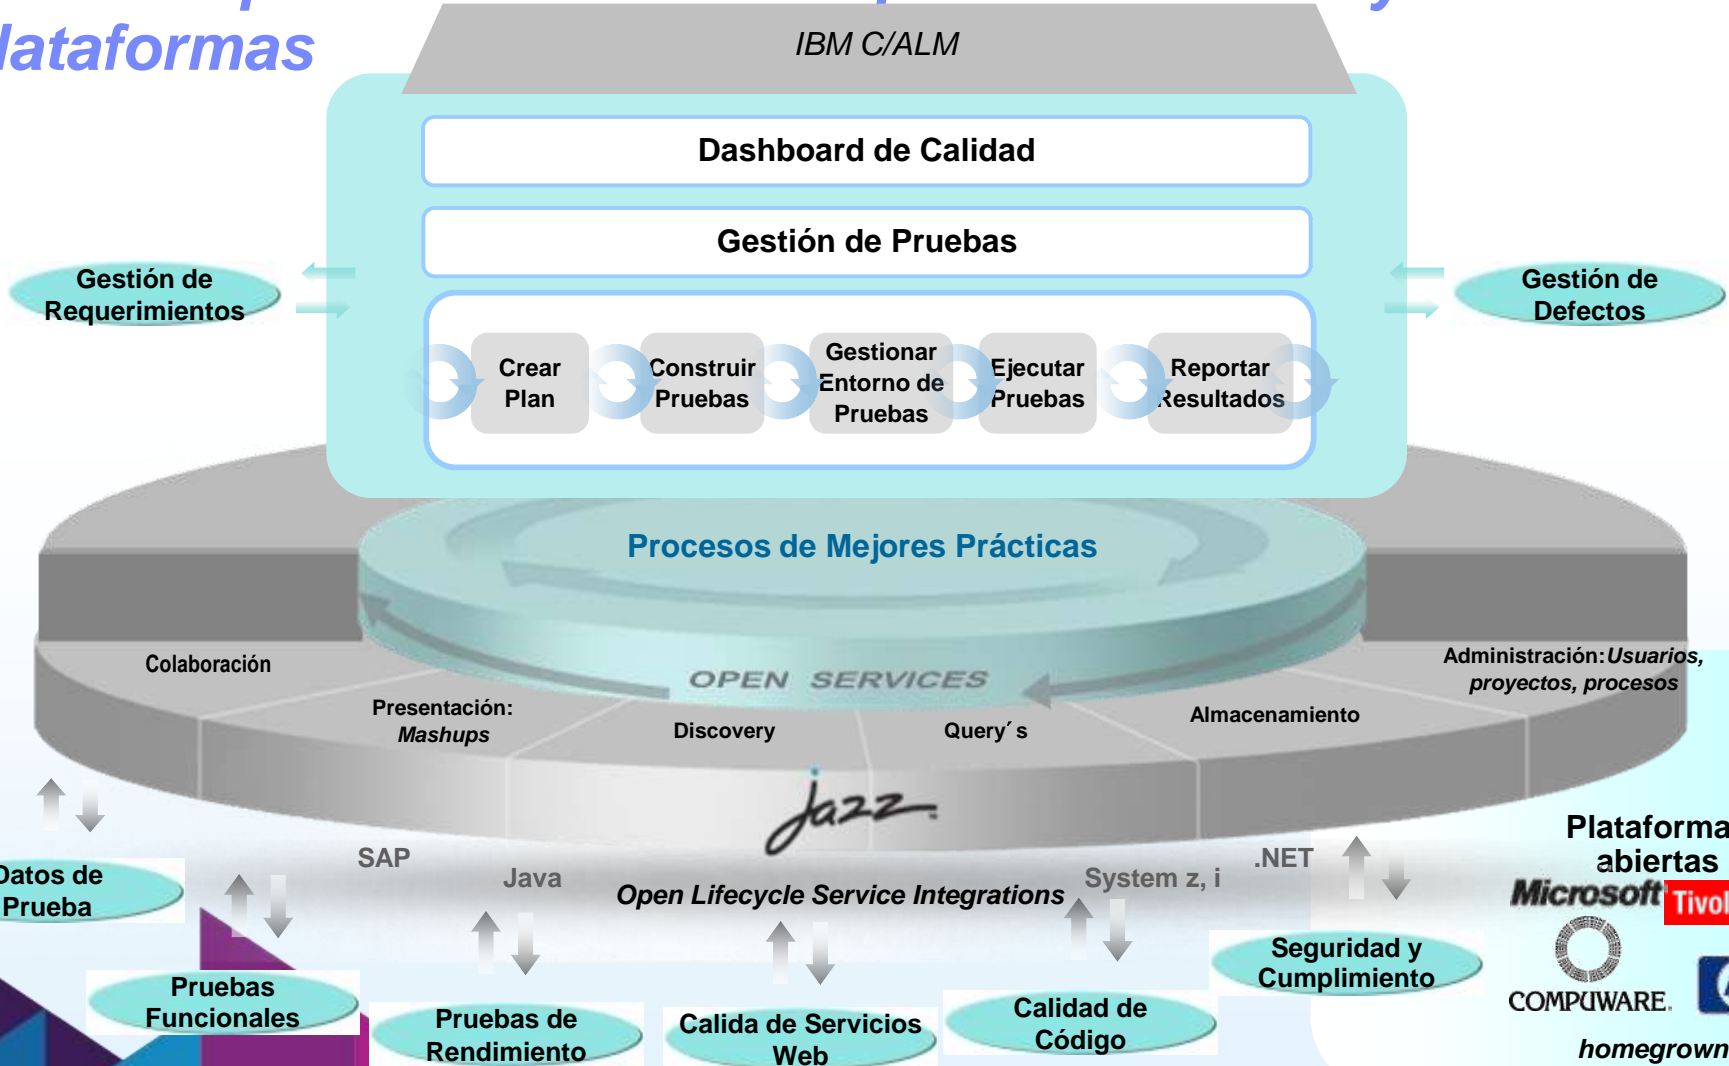 lataformas
IBM C/ALM
Dashboard de Calidad
Gestión de Pruebas
Gestión de
Requerimientos
Gestión de
Defectos
Crear
Plan
Construir
Pruebas
Gestionar
Entorno de
Pruebas
Ejecutar
Pruebas
Reportar
Resultados
Procesos de Mejores Prácticas
OPEN SERVICES
Colaboración
Presentación:
Mashups
Discovery
Query´s
Almacenamiento
Administración:Usuarios,
proyectos, procesos
jazz
SAP
Java
Open Lifecycle Service Integrations
System z, i
.NET
Datos de
Prueba
Pruebas
Funcionales
Pruebas de
Rendimiento
Calida de Servicios
Web
Calidad de
Código
Seguridad y
Cumplimiento
Plataforma
abiertas
Microsoft
Tivol
COMPUWARE.
homegrown